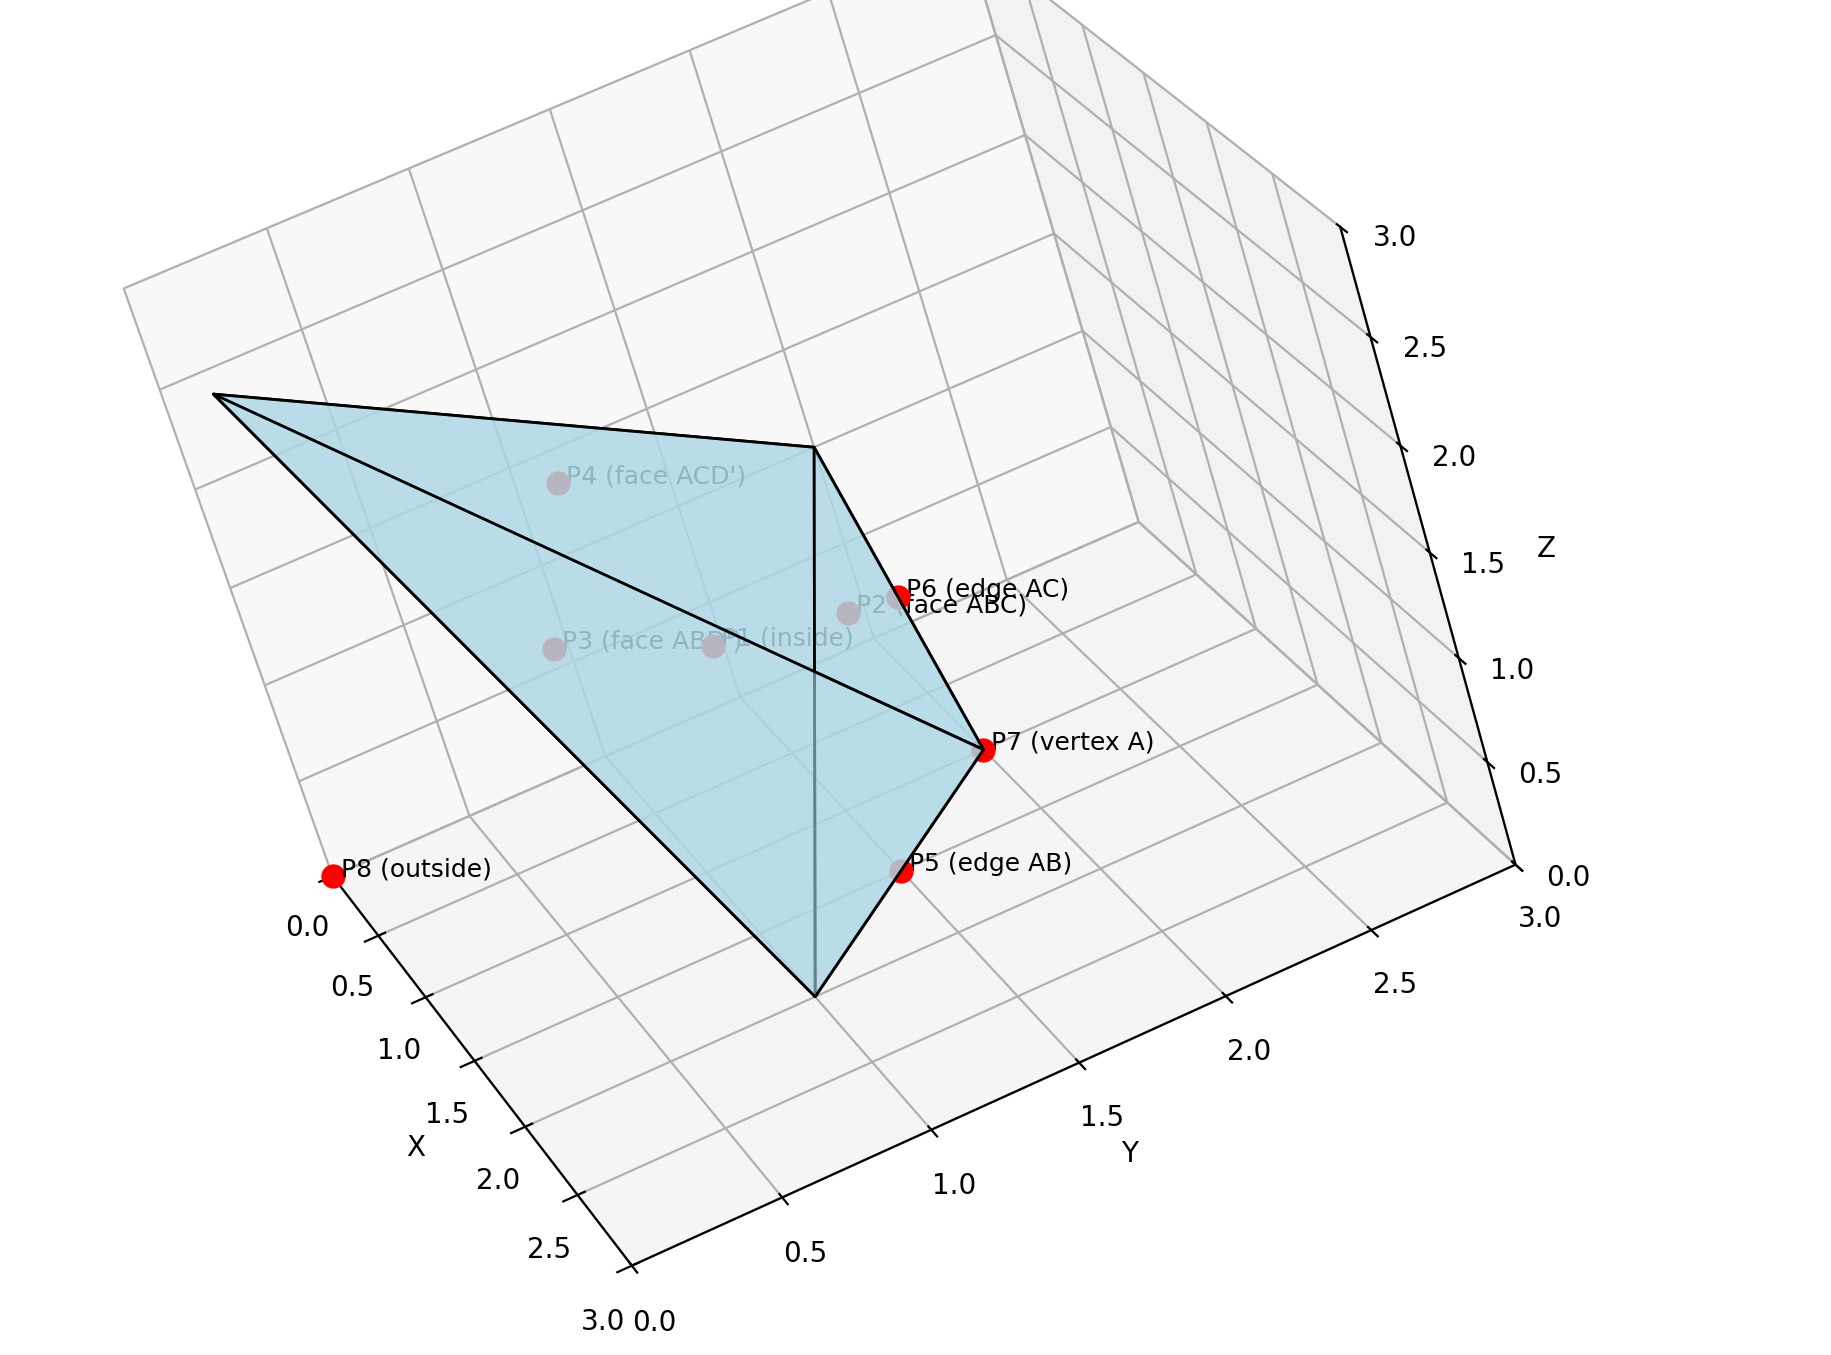 3.0
2.5
P4 (face ACD')
2.0
Z
1.5
P6 (edge AC)
P2 (face ABC)
P3 (face ABD')
P1 (inside)
1.0
P7 (vertex A)
0.5
P5 (edge AB)
P8 (outside)
0.0
0.0
3.0
0.5
2.5
1.0
2.0
1.5
1.5
X
Y
2.0
1.0
2.5
0.5
3.0
0.0